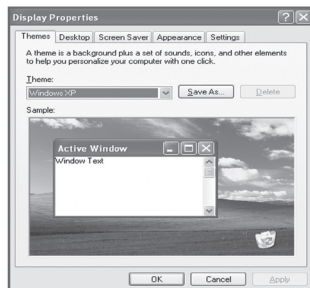 Display Properties
Themes Desktop Screen Saver Appearance Settings
A theme is a background plus a set of sounds, icons, and other elements
to help you personalize your computer with one click.
Theme:
Windows XP Save As... Delete
Sample:
Active Window
Window Text
OK Cancel Apply